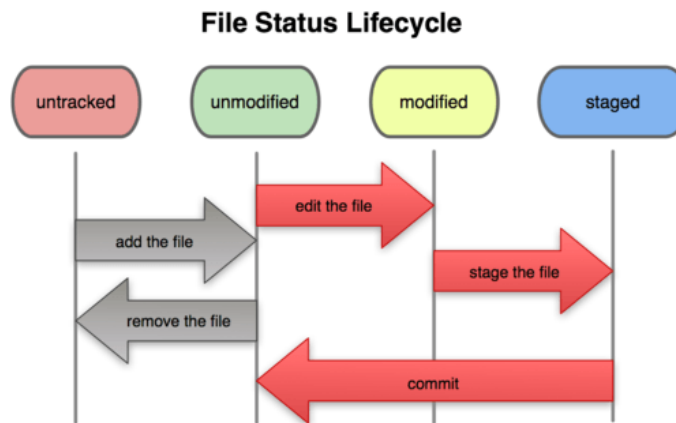 File Status Lifecycle
untracked
unmodified
modified
staged
edit the file
add the file
stage the file
remove the file
commit